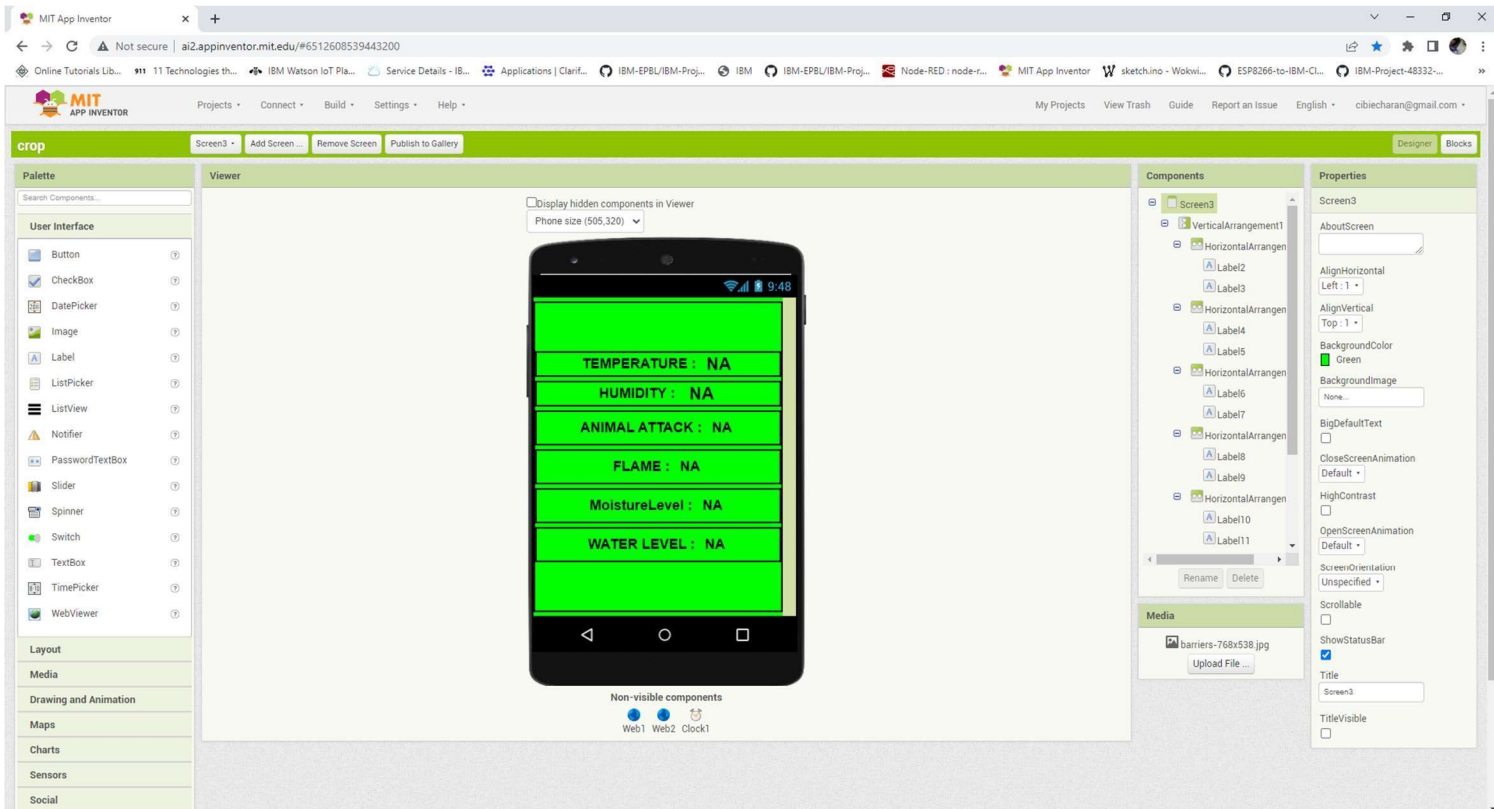 MIT App Inventor
Not secure | ai2.appinventor.mit.edu/#6512608539443200
Online Tutorials Lib... 911 11 Technologies th... IBM Watson IoT Pla... Service Details - IB... Applications | Clarif... IBM-EPBL/IBM-Proj... IBM IBM-EPBL/IBM-Proj... Node-RED : node-r... MIT App Inventor sketch.ino - Wokwi... ESP8266-to-IBM-Cl... IBM-Project-48332-... »
MIT
APP INVENTOR
Projects Connect Build Settings Help My Projects View Trash Guide Report an Issue English cibiecharan@gmail.com
crop Screen3 Add Screen ... Remove Screen Publish to Gallery Designer Blocks
Palette
Search Components...
User Interface
Button
CheckBox
DatePicker
Image
Label
ListPicker
ListView
Notifier
PasswordTextBox
Slider
Spinner
Switch
TextBox
TimePicker
WebViewer
Layout
Media
Drawing and Animation
Maps
Charts
Sensors
Social
Viewer
Display hidden components in Viewer
Phone size (505,320)
9:48
TEMPERATURE : NA
HUMIDITY : NA
ANIMAL ATTACK : NA
FLAME : NA
MoistureLevel : NA
WATER LEVEL : NA
Non-visible components
Web1 Web2 Clock1
Components
Screen3
VerticalArrangement1
HorizontalArrangen
Label2
Label3
HorizontalArrangen
Label4
Label5
HorizontalArrangen
Label6
Label7
HorizontalArrangen
Label8
Label9
HorizontalArrangen
Label10
Label11
Rename Delete
Media
barriers-768x538.jpg
Upload File ...
Properties
Screen3
AboutScreen
AlignHorizontal
Left : 1
AlignVertical
Top : 1
BackgroundColor
Green
BackgroundImage
None...
BigDefaultText
CloseScreenAnimation
Default
HighContrast
OpenScreenAnimation
Default
ScreenOrientation
Unspecified
Scrollable
ShowStatusBar
Title
Screen3
TitleVisible